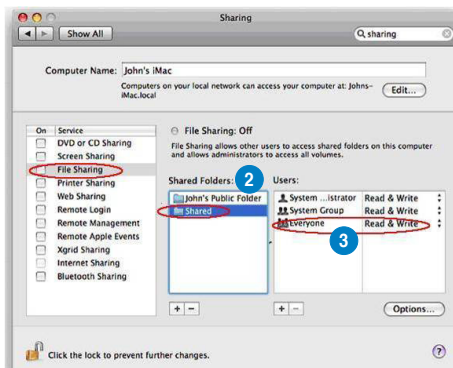 Sharing
Show All
sharing
Computer Name: John's iMac
Computers on your local network can access your computer at: Johns-
iMac.local
Edit...
On Service
DVD or CD Sharing
Screen Sharing
File Sharing
Printer Sharing
Web Sharing
Remote Login
Remote Management
Remote Apple Events
Xgrid Sharing
Internet Sharing
Bluetooth Sharing
File Sharing: Off
File Sharing allows other users to access shared folders on this computer
and allows administrators to access all volumes.
Shared Folders: 2 Users:
John's Public Folder
Shared
System ...istrator Read & Write
System Group Read & Write
Everyone Read & Write
3
+ −
+ −
Options...
Click the lock to prevent further changes.
?